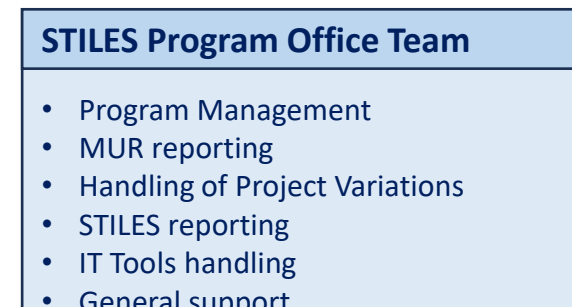 STILES Program Office Team
• Program Management
• MUR reporting
• Handling of Project Variations
• STILES reporting
• IT Tools handling
• General support